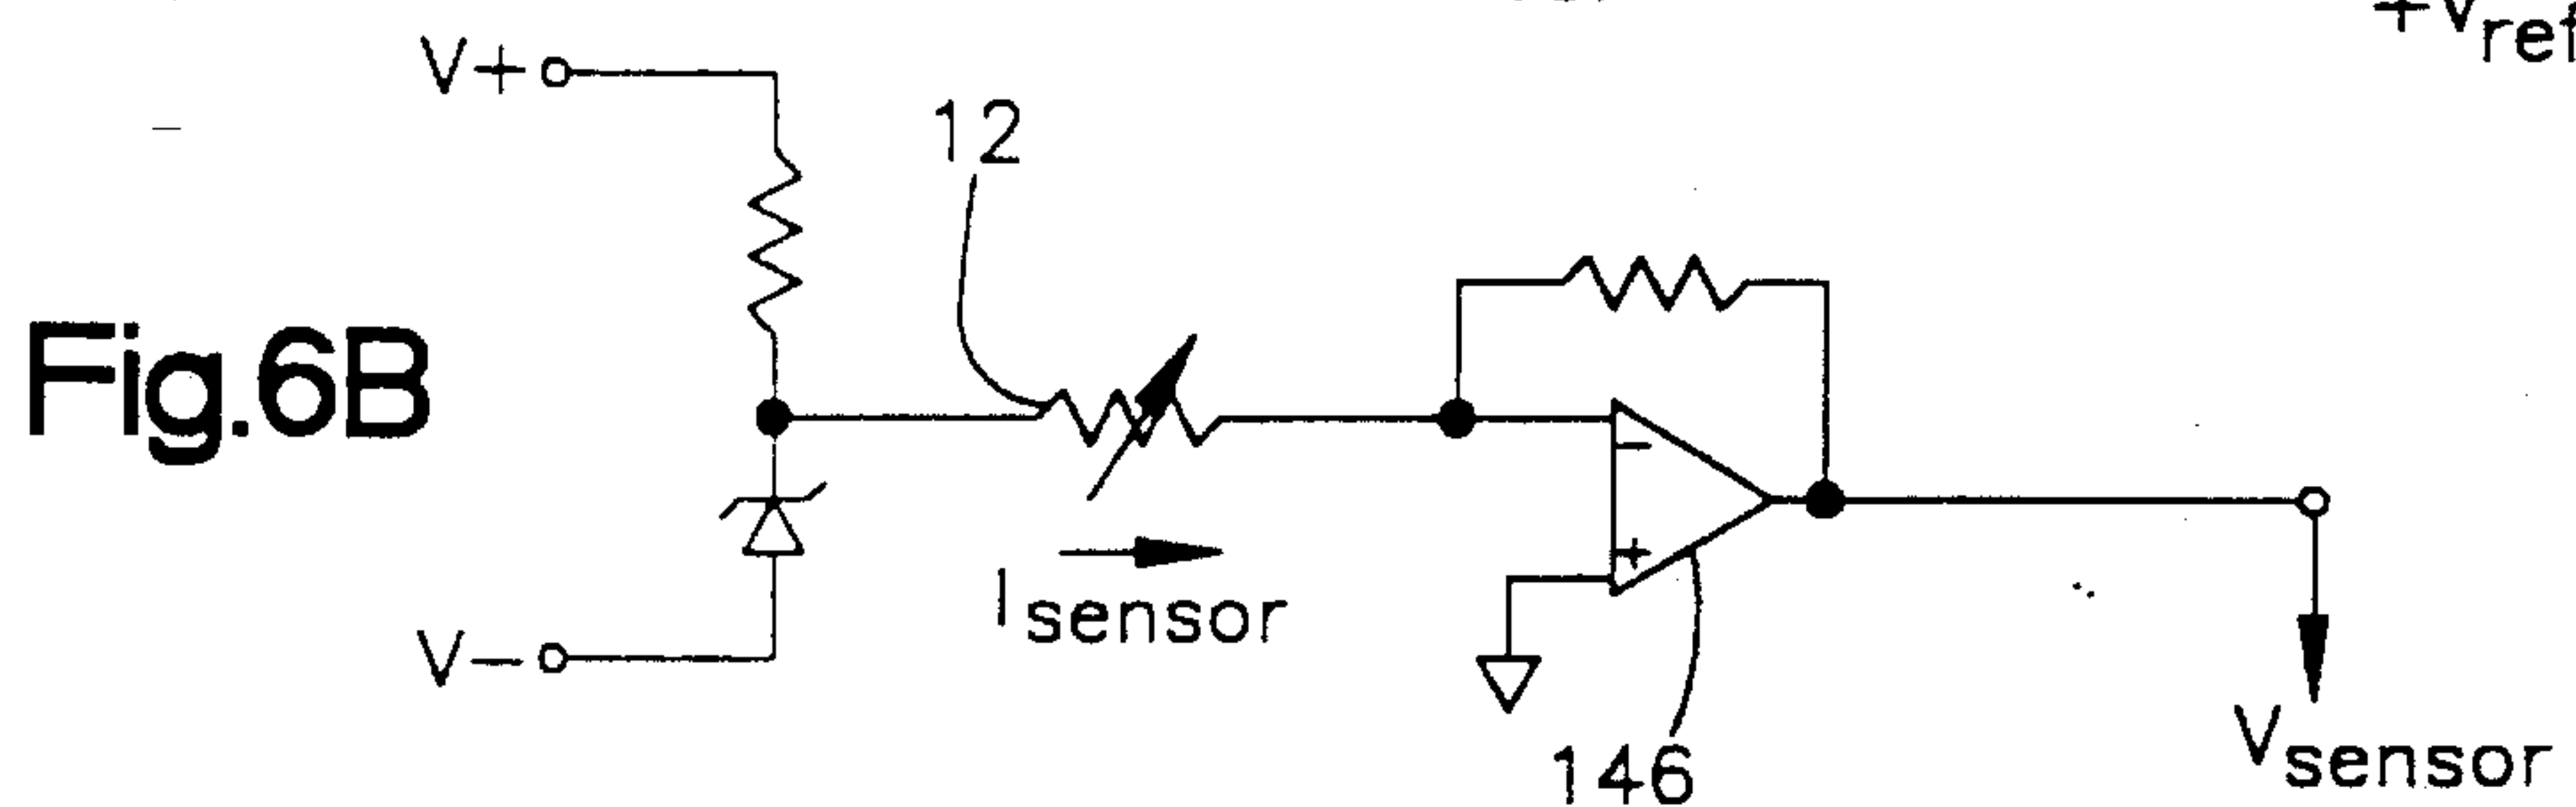 +Vref
V+
12
Fig.6B
−
+
Isensor
V−
146
Vsensor